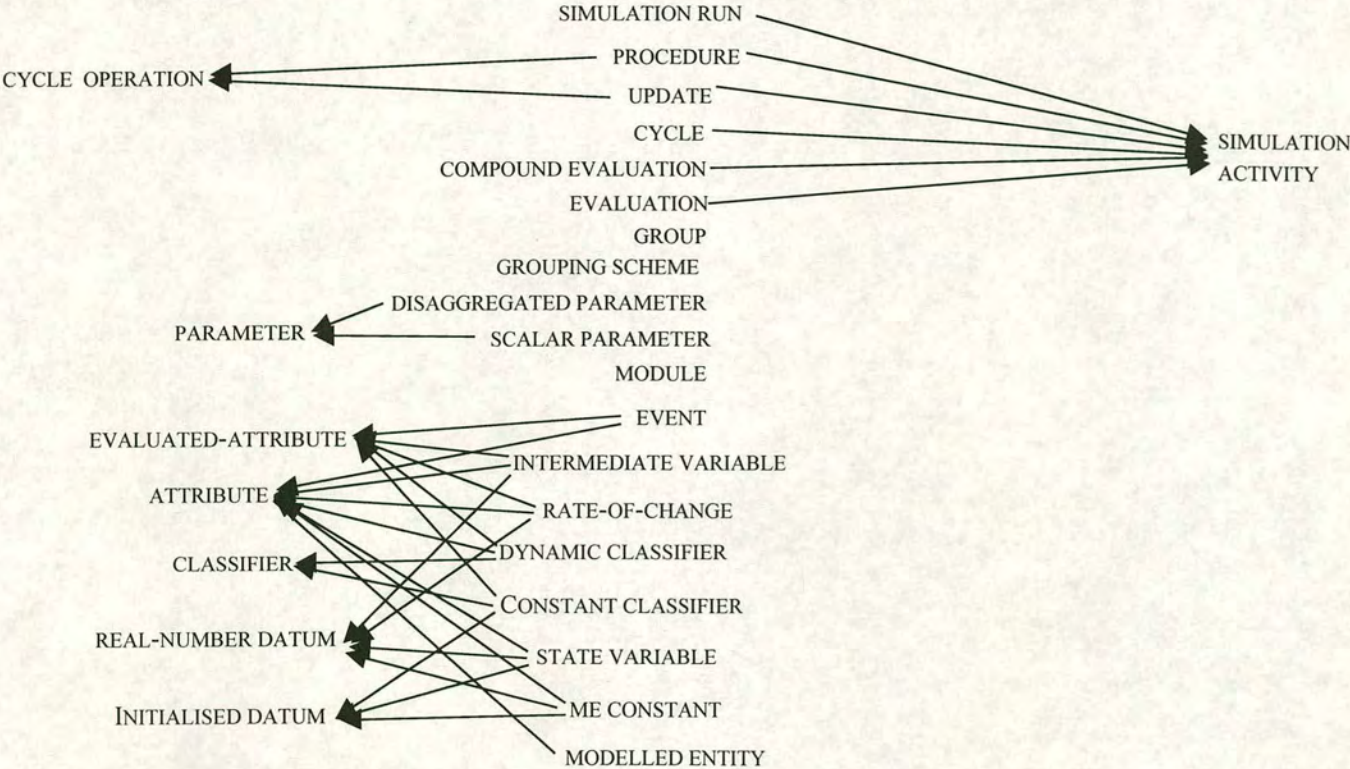 SIMULATION RUN
PROCEDURE
CYCLE OPERATION
UPDATE
CYCLE
SIMULATION
ACTIVITY
COMPOUND EVALUATION
EVALUATION
GROUP
GROUPING SCHEME
DISAGGREGATED PARAMETER
PARAMETER
SCALAR PARAMETER
MODULE
EVENT
EVALUATED-ATTRIBUTE
INTERMEDIATE VARIABLE
ATTRIBUTE
RATE-OF-CHANGE
DYNAMIC CLASSIFIER
CLASSIFIER
CONSTANT CLASSIFIER
REAL-NUMBER DATUM
STATE VARIABLE
INITIALISED DATUM
ME CONSTANT
MODELLED ENTITY